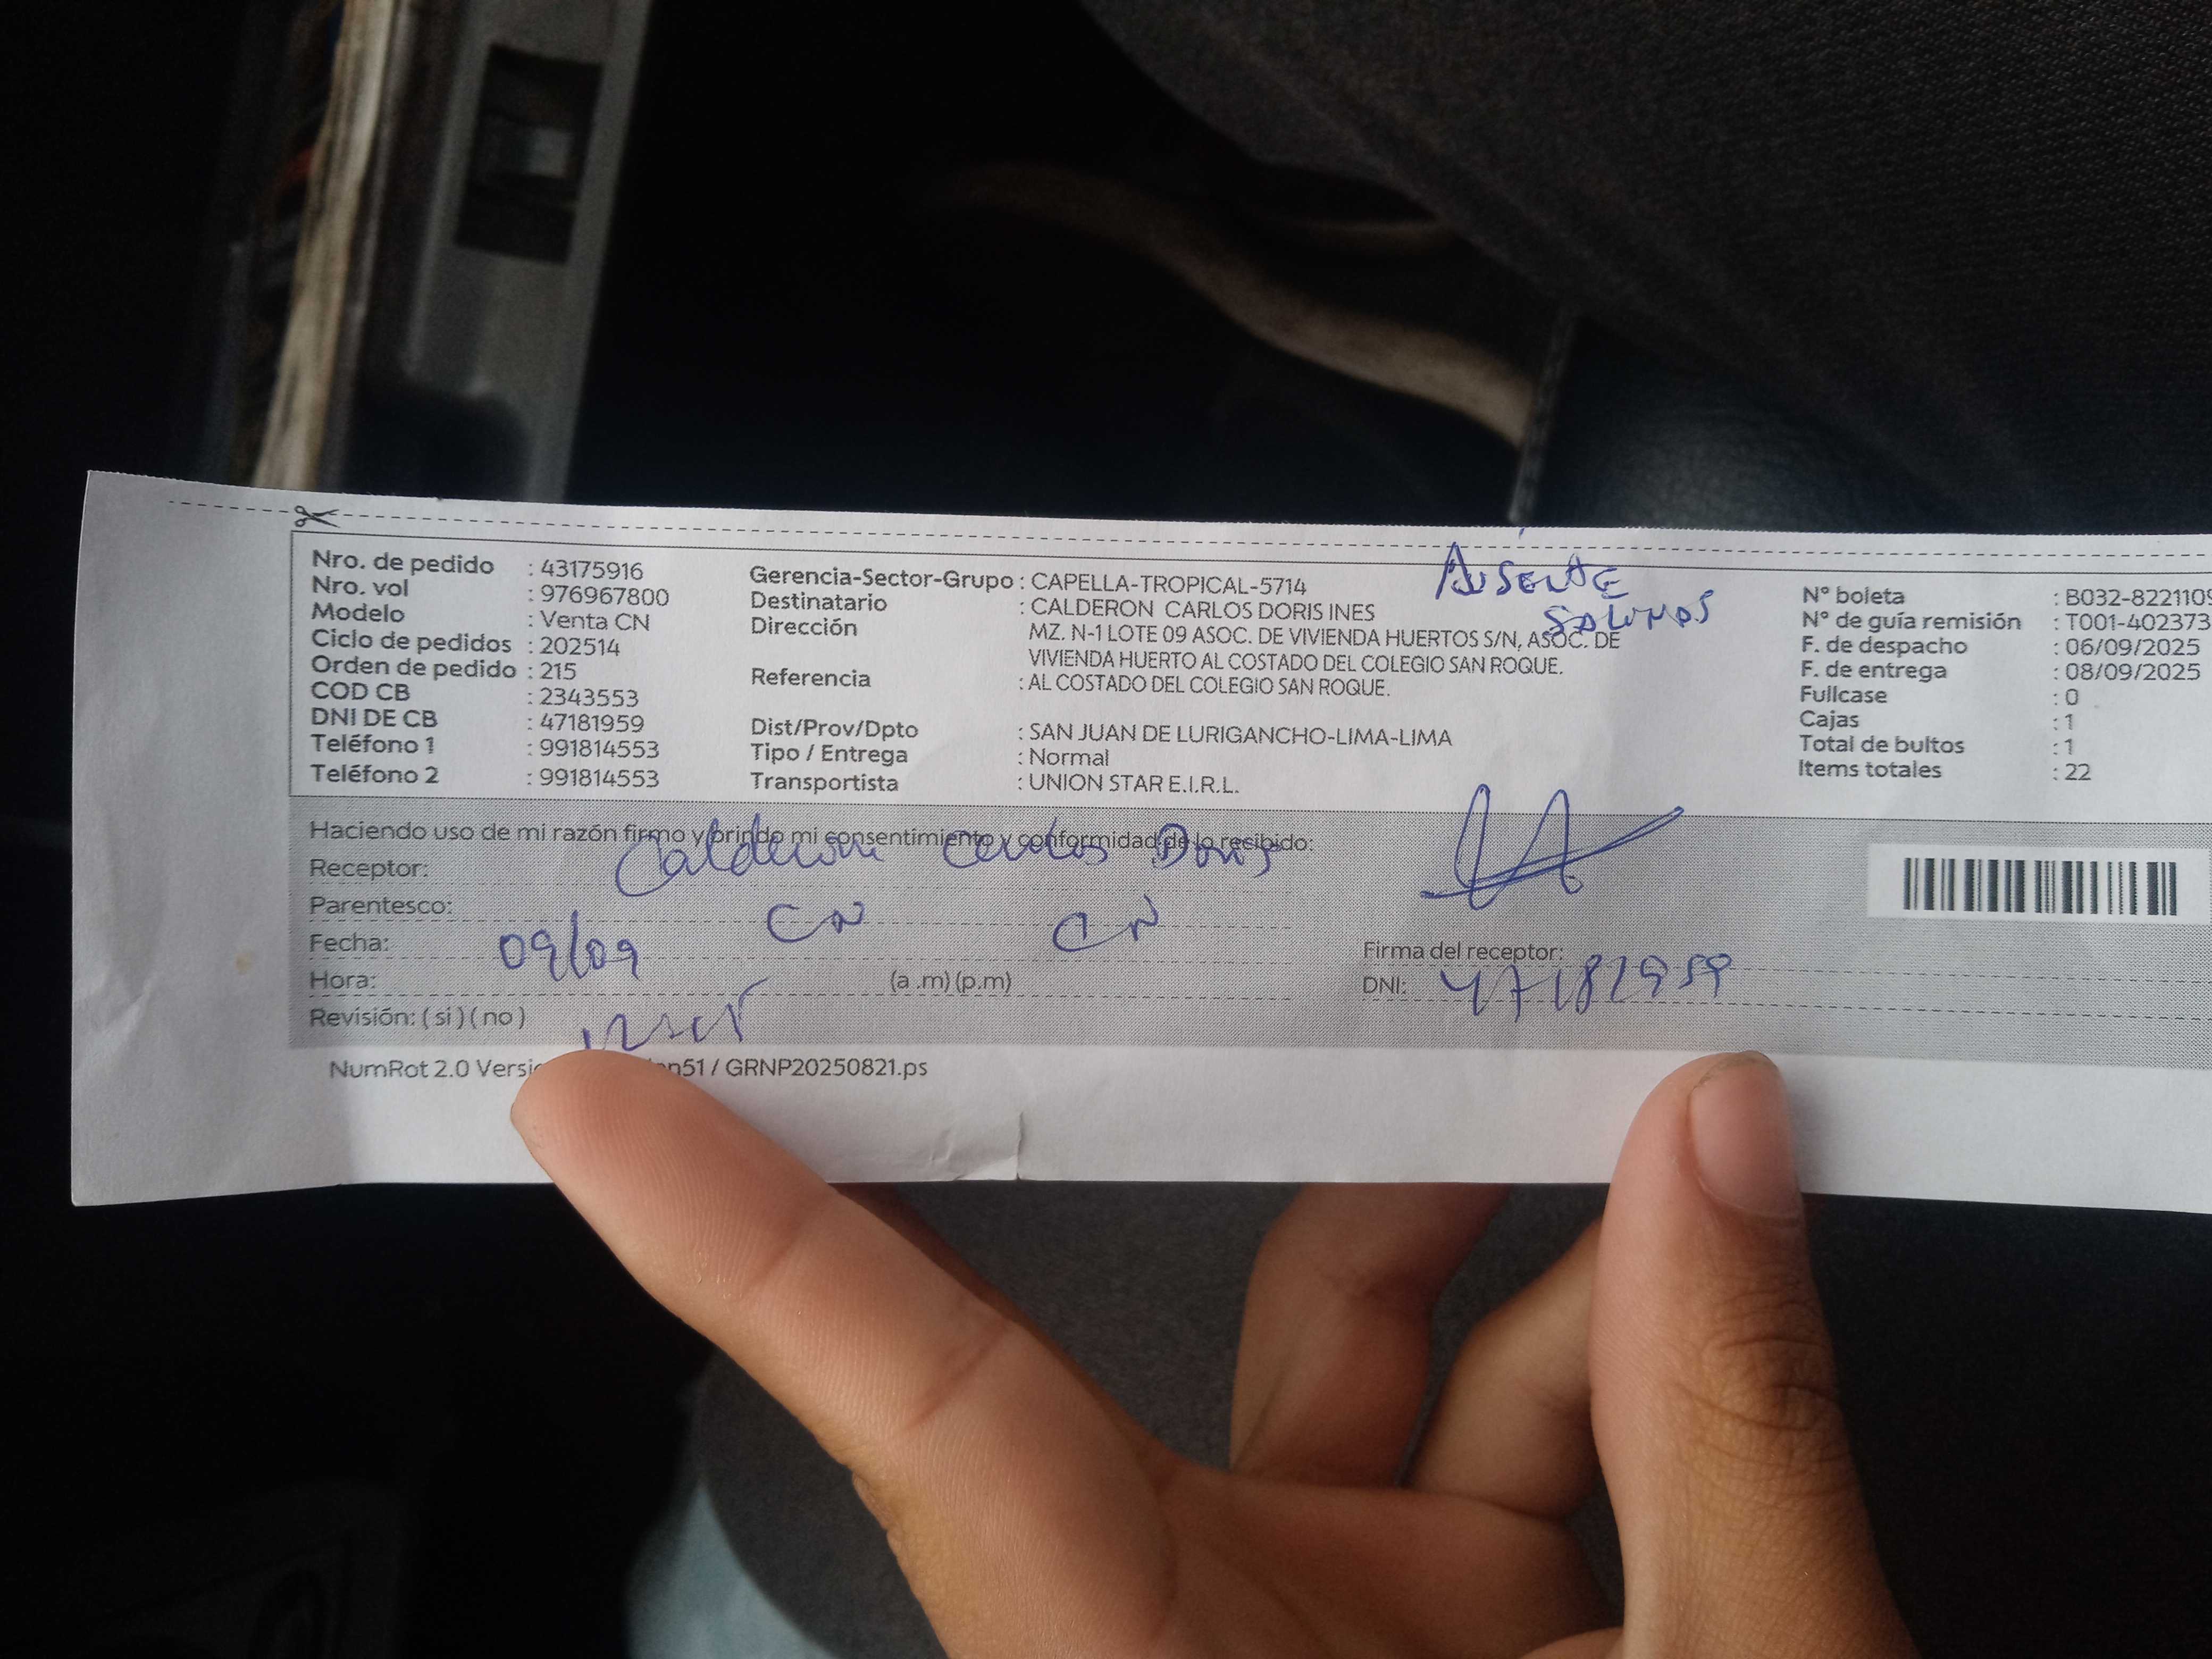 Nro. de pedido : 43175916
Nro. vol : 976967800
Modelo : Venta CN
Ciclo de pedidos : 202514
Orden de pedido : 215
COD CB : 2343553
DNI DE CB : 47181959
Teléfono 1 : 991814553
Teléfono 2 : 991814553
Gerencia-Sector-Grupo : CAPELLA-TROPICAL-5714
Destinatario : CALDERON CARLOS DORIS INES
Dirección MZ. N-1 LOTE 09 ASOC. DE VIVIENDA HUERTOS S/N, ASOC. DE
VIVIENDA HUERTO AL COSTADO DEL COLEGIO SAN ROQUE.
Referencia : AL COSTADO DEL COLEGIO SAN ROQUE.
Dist/Prov/Dpto : SAN JUAN DE LURIGANCHO-LIMA-LIMA
Tipo / Entrega : Normal
Transportista : UNION STAR E.I.R.L.
Ausente
N° boleta : B032-822110
N° de guía remisión : T001-402373
F. de despacho : 06/09/2025
F. de entrega : 08/09/2025
Fullcase : 0
Cajas : 1
Total de bultos : 1
Items totales : 22
Haciendo uso de mi razón firmo y brindo mi consentimiento y conformidad de lo recibido:
Receptor: Calderon Carlos Doris
Parentesco: CN CN
Fecha: 09/09
Hora: (a .m) (p.m)
Revisión: ( si ) ( no )
Firma del receptor:
DNI: 47182959
NumRot 2.0 Versi 51 / GRNP20250821.ps